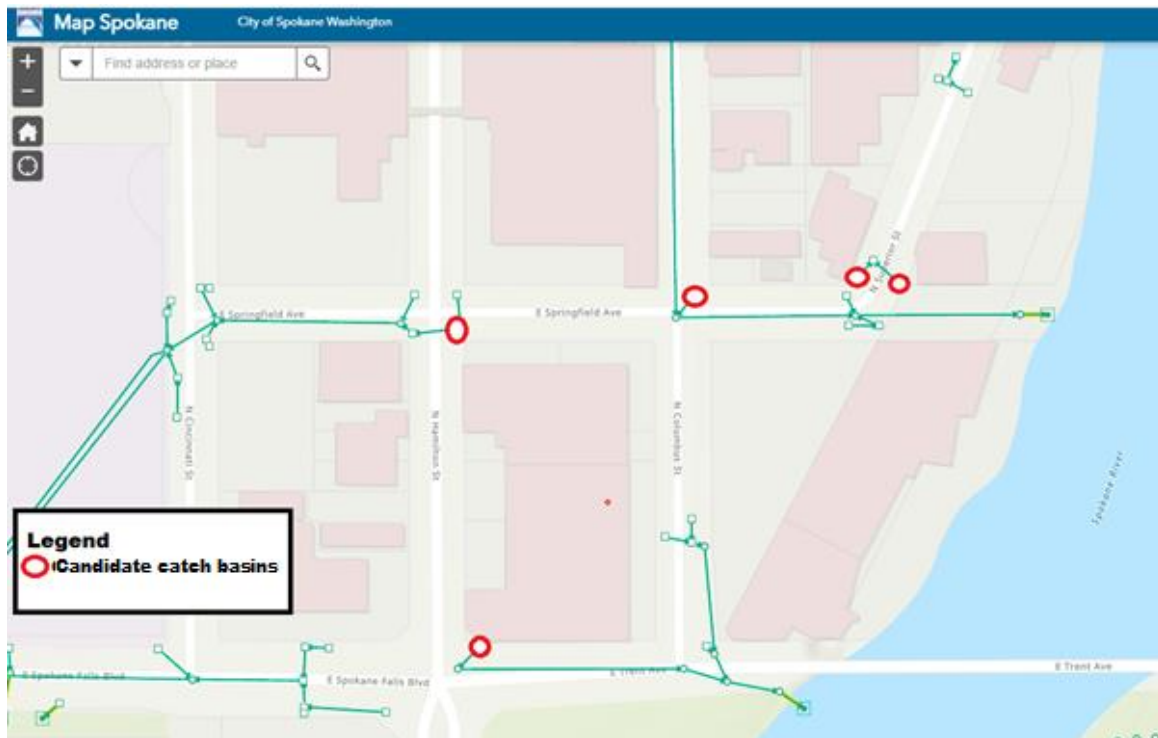 Map Spokane
City of Spokane Washington
+
Find address or place
−
N Superior St
E Springfield Ave
E Springfield Ave
N Cincinnati St
N Hamilton St
N Columbus St
Spokane River
Legend
Candidate catch basins
E Spokane Falls Blvd
E Spokane Falls Blvd
E Trent Ave
E Trent Ave